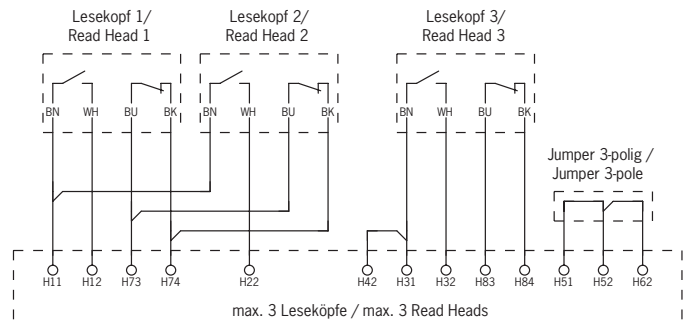 Lesekopf 1/
Read Head 1
Lesekopf 2/
Read Head 2
Lesekopf 3/
Read Head 3
BN WH BU BK BN WH BU BK BN WH BU BK
Jumper 3-polig /
Jumper 3-pole
H11 H12 H73 H74 H22 H42 H31 H32 H83 H84 H51 H52 H62
max. 3 Leseköpfe / max. 3 Read Heads